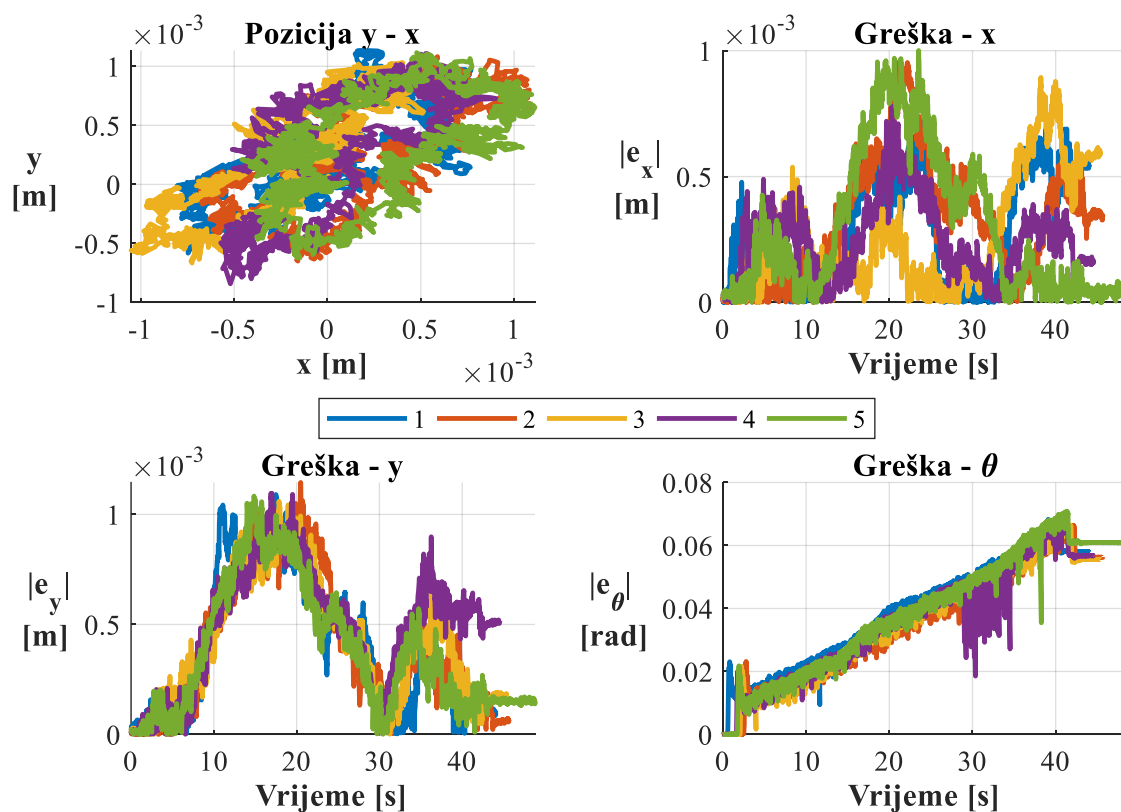 ×10⁻³
Pozicija y - x
1
0.5
0
-0.5
-1
y
[m]
-1
-0.5
0
0.5
1
x [m]
×10⁻³
×10⁻³
Greška - x
1
0.5
0
|e_x|
[m]
0
10
20
30
40
Vrijeme [s]
1 2 3 4 5
×10⁻³
Greška - y
1
0.5
0
|e_y|
[m]
0
10
20
30
40
Vrijeme [s]
Greška - θ
0.08
0.06
0.04
0.02
0
|e_θ|
[rad]
0
10
20
30
40
Vrijeme [s]